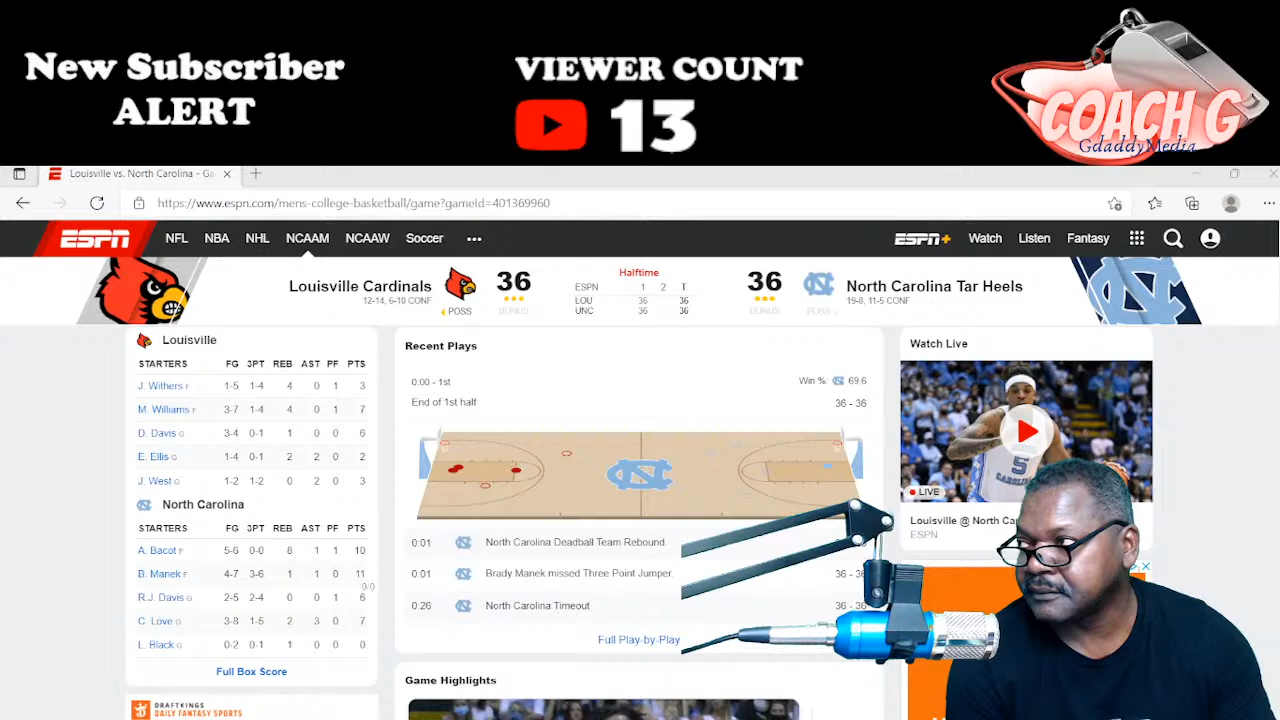 New Subscriber
ALERT
VIEWER COUNT
13
COACH G
GdaddyMedia
Louisville vs. North Carolina - Ga
https://www.espn.com/mens-college-basketball/game?gameId=401369960
ESPN NFL NBA NHL NCAAM NCAAW Soccer ESPN+ Watch Listen Fantasy
Louisville Cardinals
12-14, 6-10 CONF
POSS
36
BONUS
Halftime
ESPN 1 2 T
LOU 36 36
UNC 36 36
36
BONUS
POSS
North Carolina Tar Heels
19-8, 11-5 CONF
Louisville
STARTERS FG 3PT REB AST PF PTS
J. Withers F 1-5 1-4 4 0 1 3
M. Williams F 3-7 1-4 4 0 1 7
D. Davis G 3-4 0-1 1 0 0 6
E. Ellis G 1-4 0-1 2 2 0 2
J. West G 1-2 1-2 0 2 0 3
North Carolina
STARTERS FG 3PT REB AST PF PTS
A. Bacot F 5-6 0-0 8 1 1 10
B. Manek F 4-7 3-6 1 1 0 11
0/0
R.J. Davis G 2-5 2-4 0 0 1 6
C. Love G 3-8 1-5 2 3 0 7
L. Black G 0-2 0-1 1 0 0 0
Full Box Score
DRAFTKINGS
DAILY FANTASY SPORTS
Recent Plays
0:00 - 1st Win %: 69.6
End of 1st half 36 - 36
0:01 North Carolina Deadball Team Rebound.
0:01 Brady Manek missed Three Point Jumper. 36 - 36
0:26 North Carolina Timeout 36 - 36
Full Play-by-Play
Game Highlights
Watch Live
5
CAROLINA
LIVE
Louisville @ North Ca
ESPN